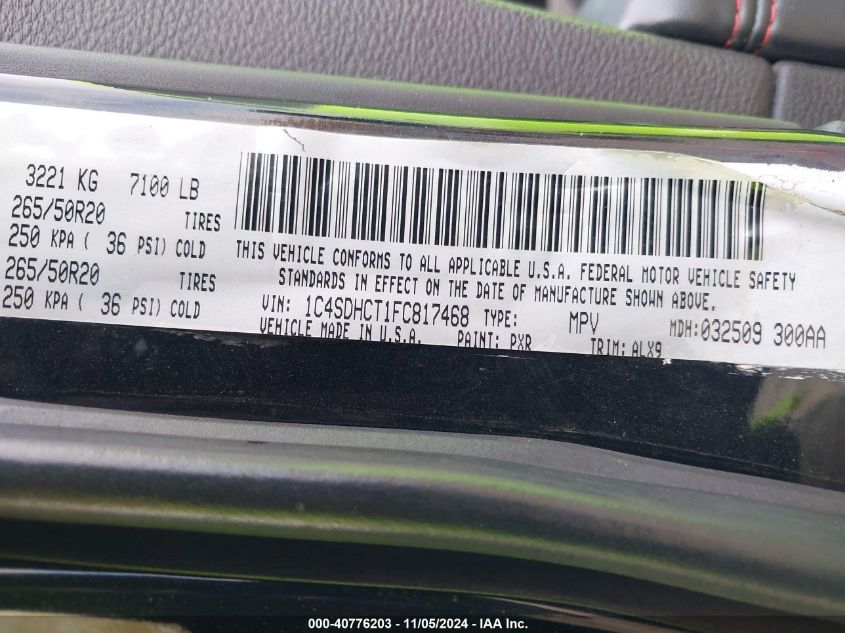 3221 KG 7100 LB
265/50R20 TIRES
250 KPA ( 36 PSI) COLD
265/50R20 TIRES
250 KPA ( 36 PSI) COLD
THIS VEHICLE CONFORMS TO ALL APPLICABLE U.S.A. FEDERAL MOTOR VEHICLE SAFETY
STANDARDS IN EFFECT ON THE DATE OF MANUFACTURE SHOWN ABOVE.
VIN: 1C4SDHCT1FC817468 TYPE: MPV MDH:032509 300AA
VEHICLE MADE IN U.S.A. PAINT: PXR TRIM: ALX9
000-40776203 - 11/05/2024 - IAA Inc.